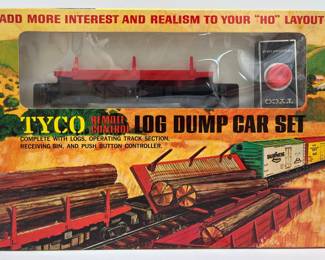 ADD MORE INTEREST AND REALISM TO YOUR "HO" LAYOUT
TYCO
TYCO REMOTE CONTROL LOG DUMP CAR SET
COMPLETE WITH LOGS, OPERATING TRACK SECTION,
RECEIVING BIN, AND PUSH BUTTON CONTROLLER.